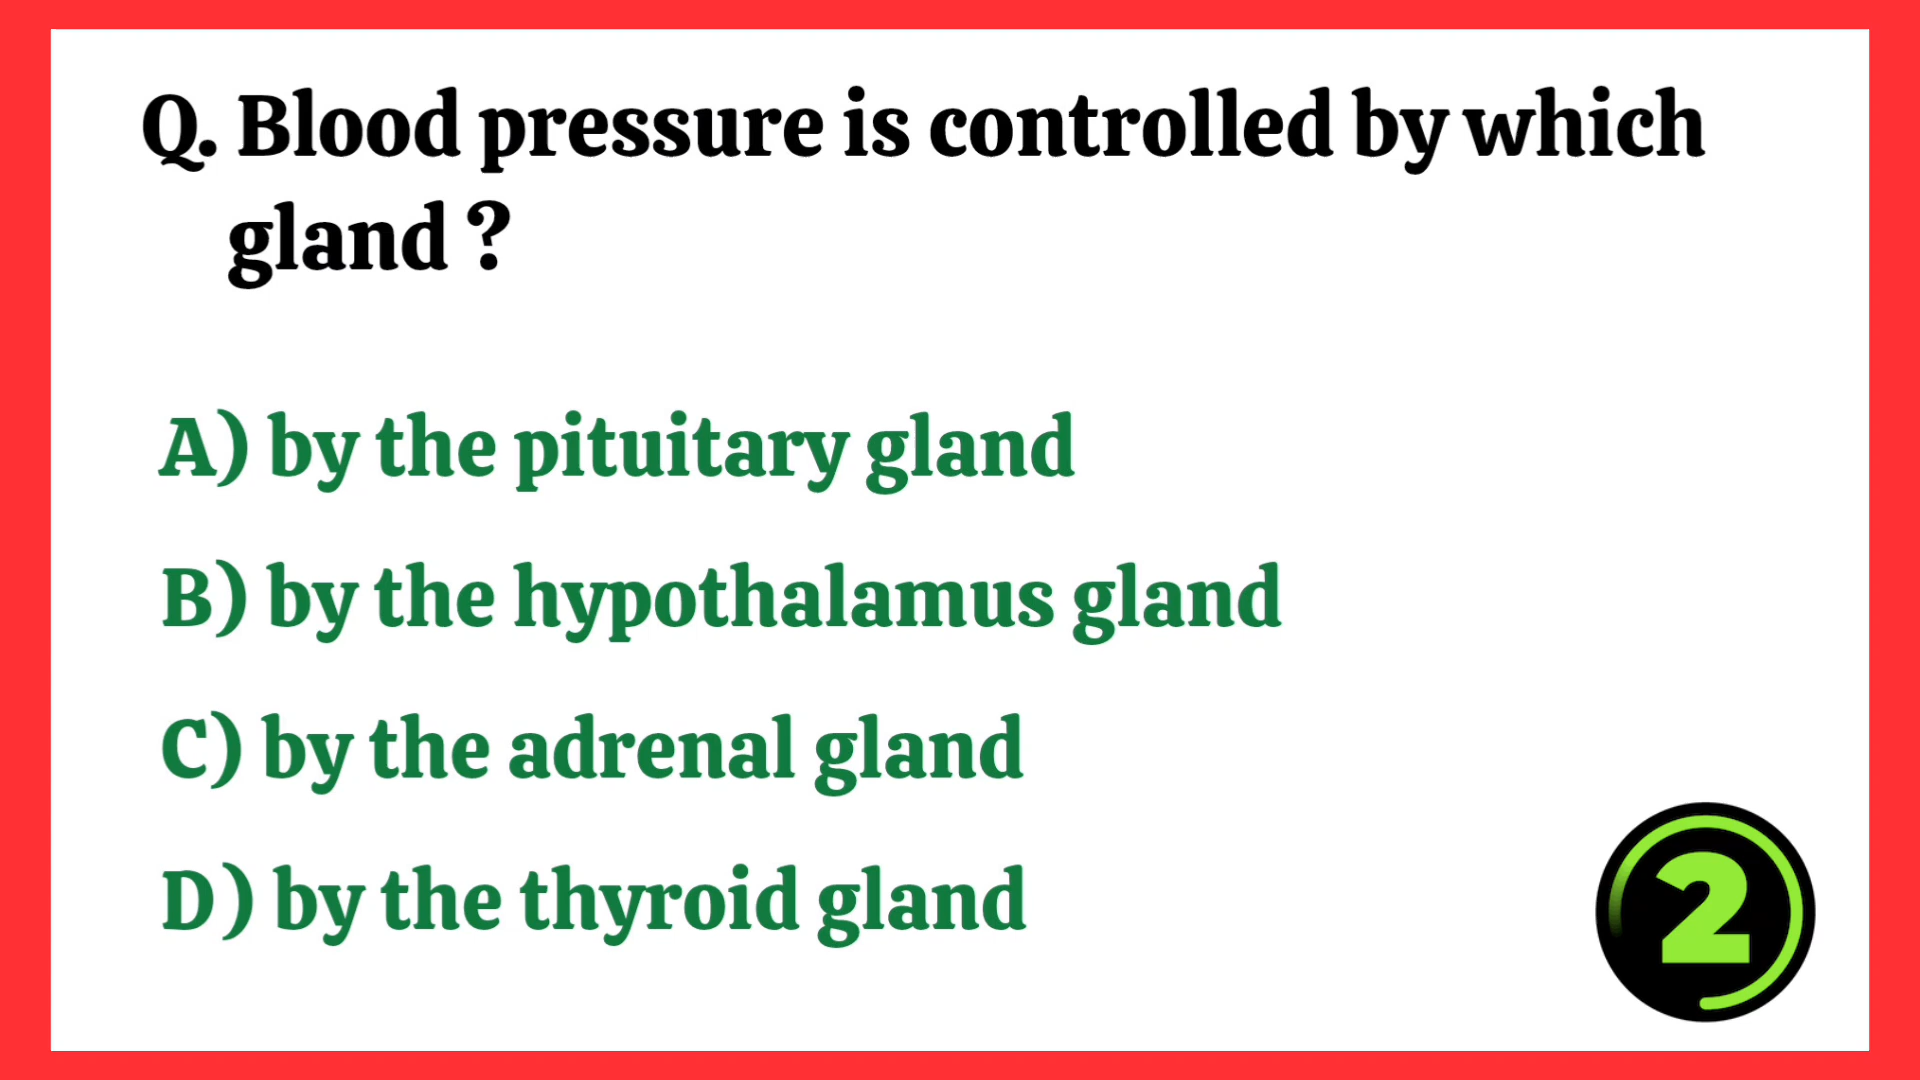 Q. Blood pressure is controlled by which
gland ?
A) by the pituitary gland
B) by the hypothalamus gland
C) by the adrenal gland
D) by the thyroid gland
2